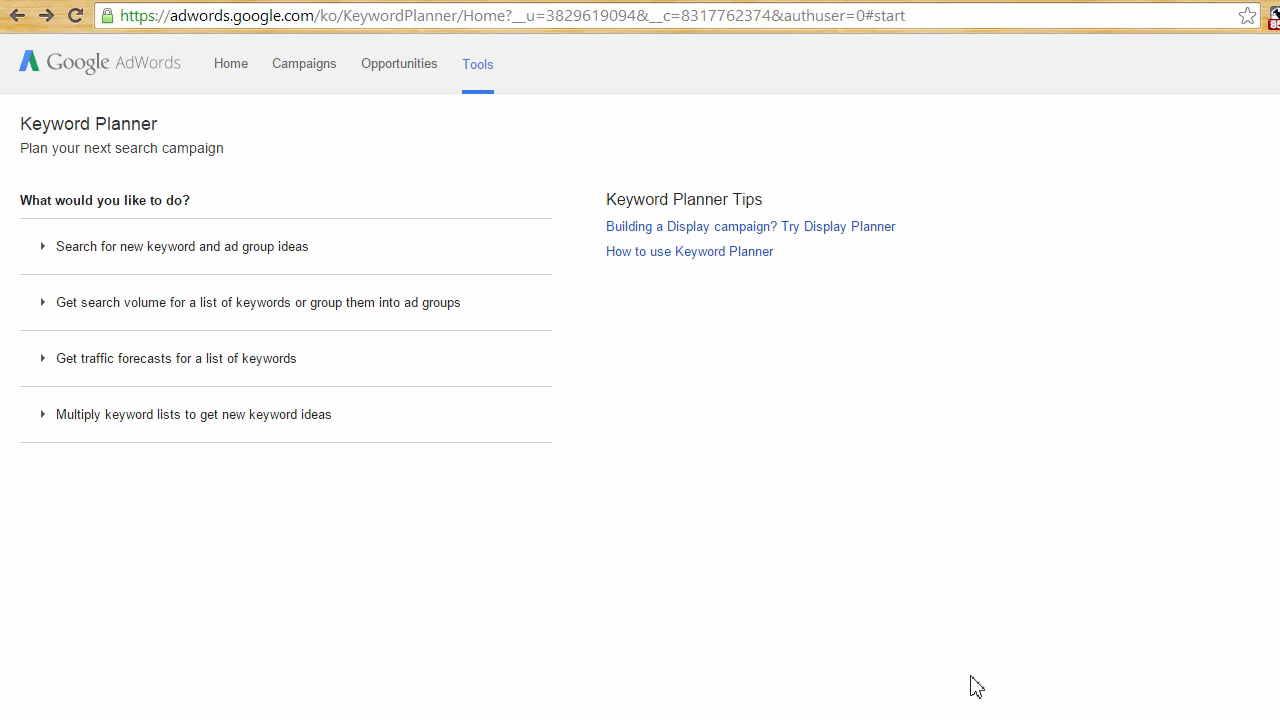 https://adwords.google.com/ko/KeywordPlanner/Home?__u=3829619094&__c=8317762374&authuser=0#start
Google AdWords
Home
Campaigns
Opportunities
Tools
Keyword Planner
Plan your next search campaign
What would you like to do?
Search for new keyword and ad group ideas
Get search volume for a list of keywords or group them into ad groups
Get traffic forecasts for a list of keywords
Multiply keyword lists to get new keyword ideas
Keyword Planner Tips
Building a Display campaign? Try Display Planner
How to use Keyword Planner